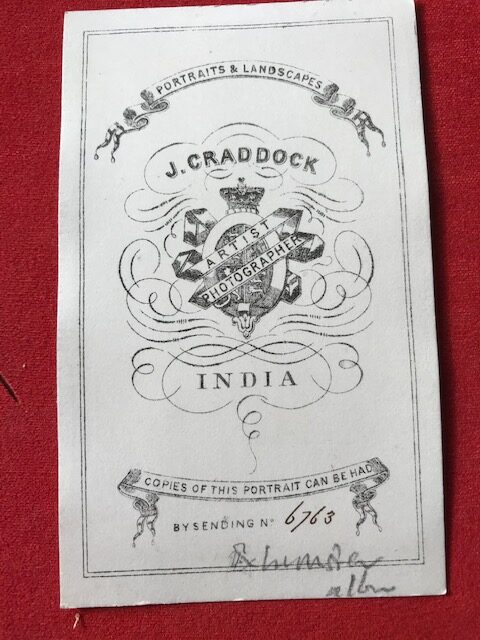 PORTRAITS & LANDSCAPES
J. CRADDOCK
ARTIST
PHOTOGRAPHER
INDIA
COPIES OF THIS PORTRAIT CAN BE HAD
BY SENDING Nº 6763